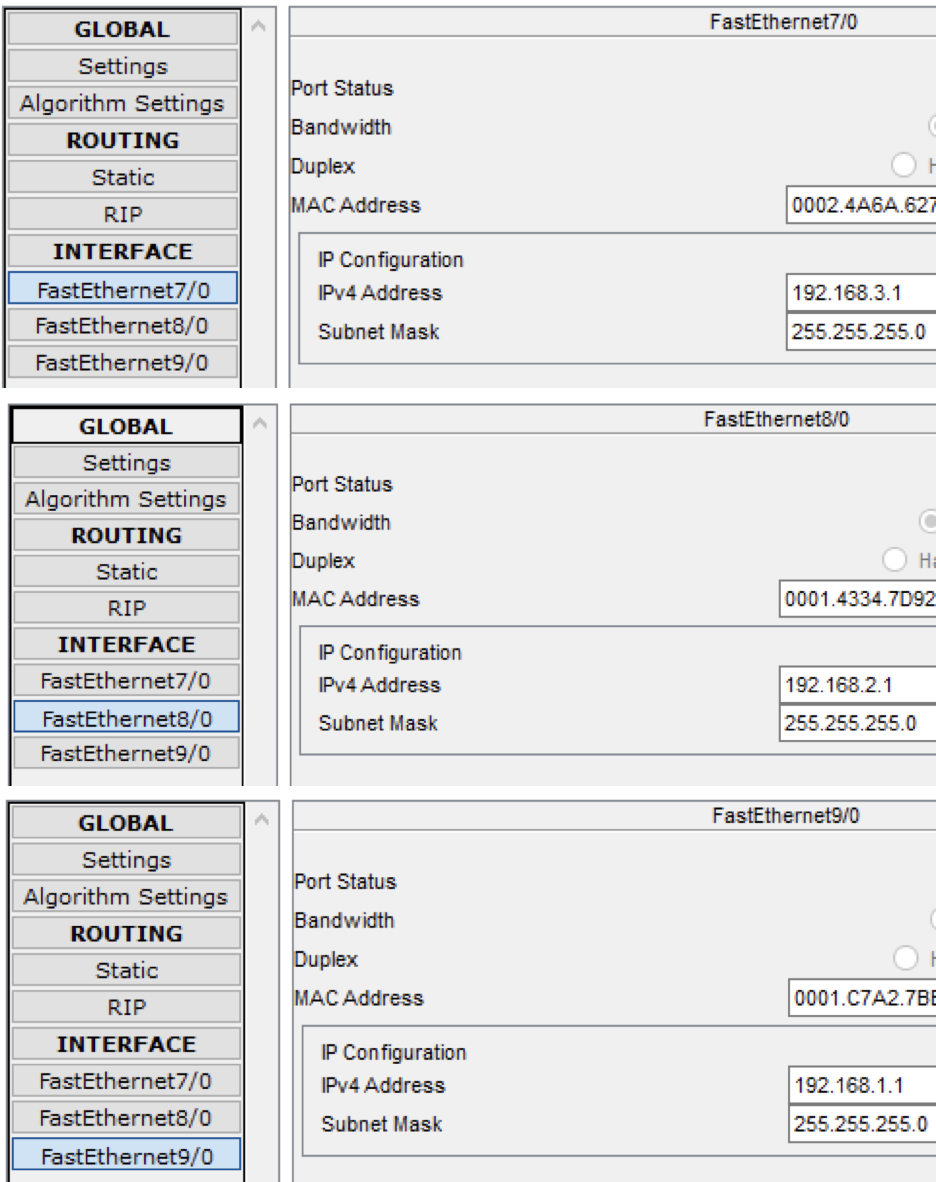 GLOBAL
Settings
Algorithm Settings
ROUTING
Static
RIP
INTERFACE
FastEthernet7/0
FastEthernet8/0
FastEthernet9/0
FastEthernet7/0
Port Status
Bandwidth
Duplex
H
MAC Address
0002.4A6A.627
IP Configuration
IPv4 Address
192.168.3.1
Subnet Mask
255.255.255.0
GLOBAL
Settings
Algorithm Settings
ROUTING
Static
RIP
INTERFACE
FastEthernet7/0
FastEthernet8/0
FastEthernet9/0
FastEthernet8/0
Port Status
Bandwidth
Duplex
Ha
MAC Address
0001.4334.7D92
IP Configuration
IPv4 Address
192.168.2.1
Subnet Mask
255.255.255.0
GLOBAL
Settings
Algorithm Settings
ROUTING
Static
RIP
INTERFACE
FastEthernet7/0
FastEthernet8/0
FastEthernet9/0
FastEthernet9/0
Port Status
Bandwidth
Duplex
H
MAC Address
0001.C7A2.7BE
IP Configuration
IPv4 Address
192.168.1.1
Subnet Mask
255.255.255.0